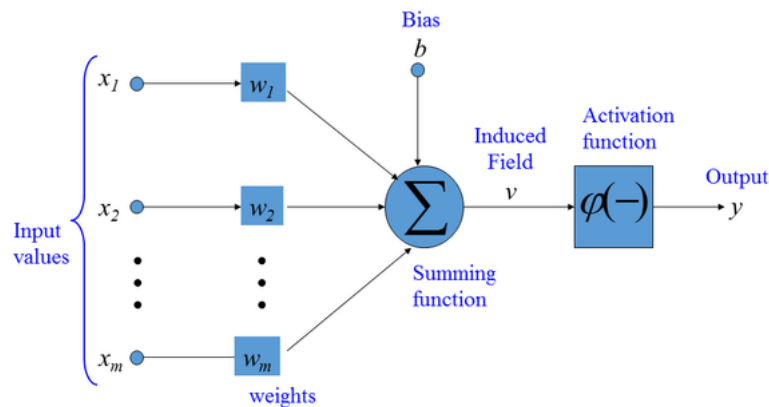 Bias
b
x1
w1
Induced
Field
v
Activation
function
x2
w2
∑
φ(−)
Output
y
Input
values
Summing
function
xm
wm
weights